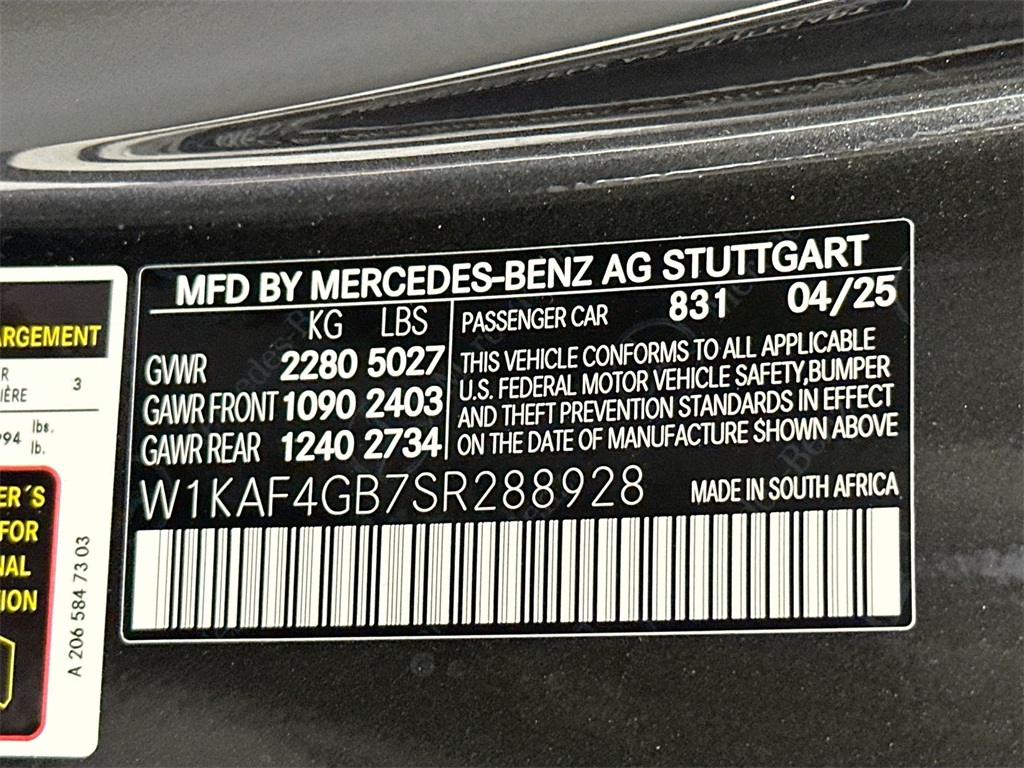 MFD BY MERCEDES-BENZ AG STUTTGART
KG LBS
GVWR 2280 5027
GAWR FRONT 1090 2403
GAWR REAR 1240 2734
PASSENGER CAR 831 04/25
THIS VEHICLE CONFORMS TO ALL APPLICABLE
U.S. FEDERAL MOTOR VEHICLE SAFETY,BUMPER
AND THEFT PREVENTION STANDARDS IN EFFECT
ON THE DATE OF MANUFACTURE SHOWN ABOVE
W1KAF4GB7SR288928 MADE IN SOUTH AFRICA
ARGEMENT
R
IÈRE 3
994 lbs.
lb.
ER´S
FOR
NAL
ION
A 206 584 73 03